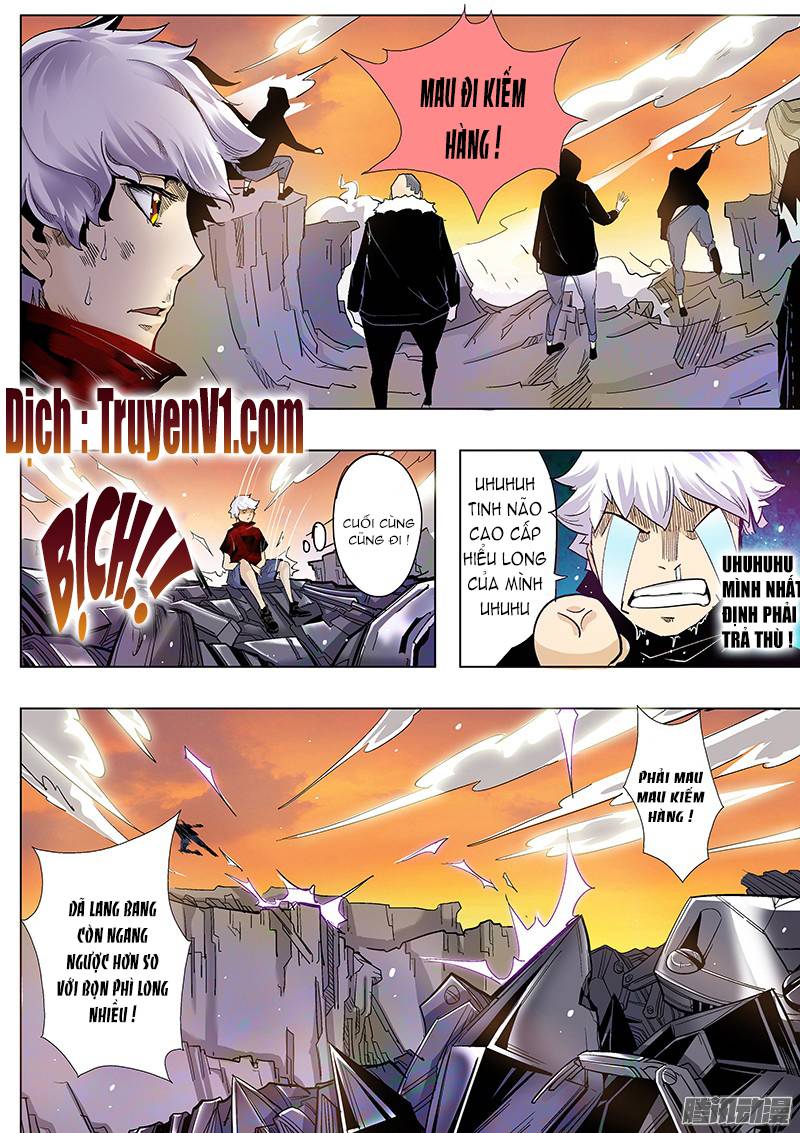 MAU ĐI KIẾM
HÀNG !
Dịch : TruyenV1.com
BỊCH!!!
CUỐI CÙNG
CŨNG ĐI !
UHUHUH
TINH NÃO
CAO CẤP
HIỂU LONG
CỦA MÌNH
UHUHU
UHUHUHU
MÌNH NHẤT
ĐỊNH PHẢI
TRẢ THÙ !
PHẢI MAU
MAU KIẾM
HÀNG !
DÃ LANG BANG
CÒN NGANG
NGƯỢC HƠN SO
VỚI BỌN PHÌ LONG
NHIỀU !
腾讯动漫